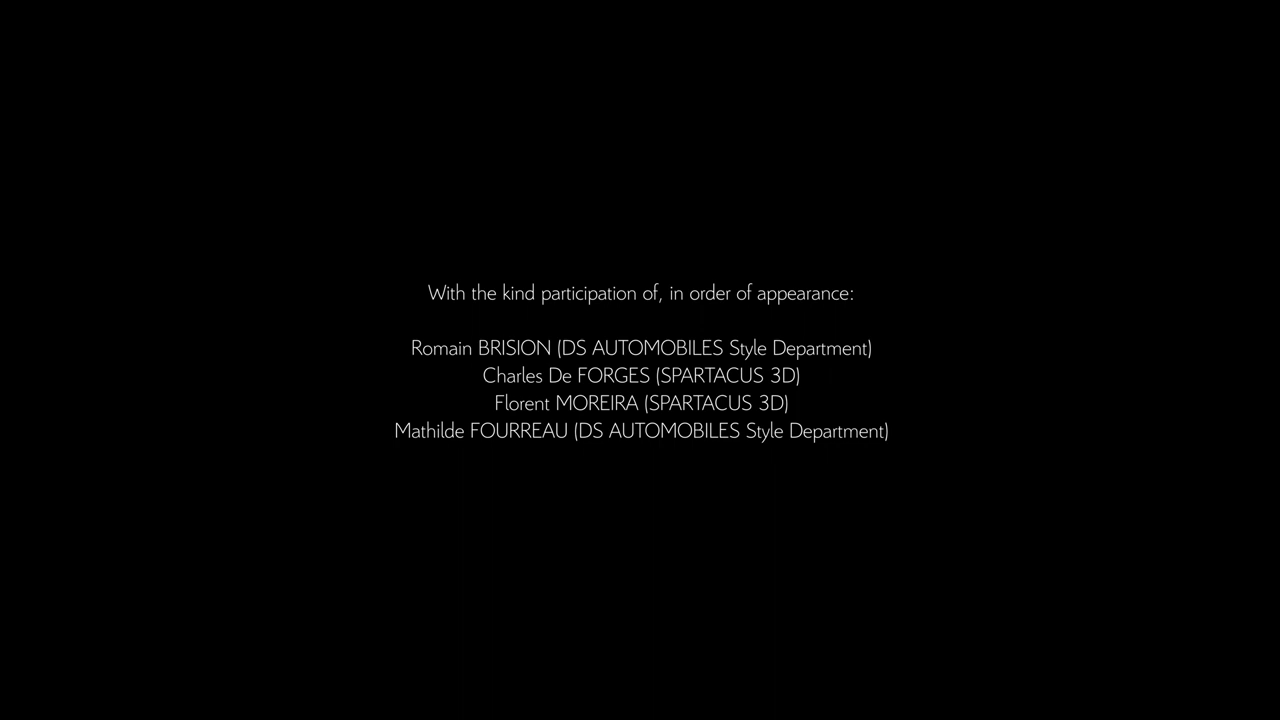 With the kind participation of, in order of appearance:
Romain BRISION (DS AUTOMOBILES Style Department)
Charles De FORGES (SPARTACUS 3D)
Florent MOREIRA (SPARTACUS 3D)
Mathilde FOURREAU (DS AUTOMOBILES Style Department)